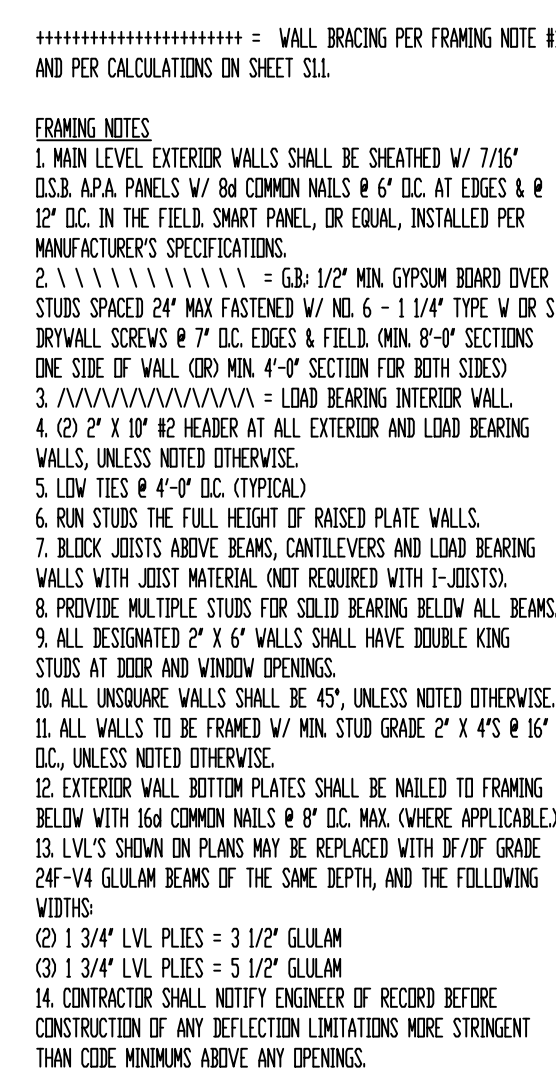 +++++++++++++++++++++++ = WALL BRACING PER FRAMING NOTE #
AND PER CALCULATIONS ON SHEET S1.1.
FRAMING NOTES
1. MAIN LEVEL EXTERIOR WALLS SHALL BE SHEATHED W/ 7/16"
O.S.B. A.P.A. PANELS W/ 8d COMMON NAILS @ 6" O.C. AT EDGES & @
12" O.C. IN THE FIELD. SMART PANEL, OR EQUAL, INSTALLED PER
MANUFACTURER'S SPECIFICATIONS.
2. \ \ \ \ \ \ \ \ \ \ \ = G.B.: 1/2" MIN. GYPSUM BOARD OVER
STUDS SPACED 24" MAX FASTENED W/ NO. 6 - 1 1/4" TYPE W OR S
DRYWALL SCREWS @ 7" O.C. EDGES & FIELD. (MIN. 8'-0" SECTIONS
ONE SIDE OF WALL (OR) MIN. 4'-0" SECTION FOR BOTH SIDES)
3. /\/\/\/\/\/\/\/\/\/\/\ = LOAD BEARING INTERIOR WALL.
4. (2) 2" X 10" #2 HEADER AT ALL EXTERIOR AND LOAD BEARING
WALLS, UNLESS NOTED OTHERWISE.
5. LOW TIES @ 4'-0" O.C. (TYPICAL)
6. RUN STUDS THE FULL HEIGHT OF RAISED PLATE WALLS.
7. BLOCK JOISTS ABOVE BEAMS, CANTILEVERS AND LOAD BEARING
WALLS WITH JOIST MATERIAL (NOT REQUIRED WITH I-JOISTS).
8. PROVIDE MULTIPLE STUDS FOR SOLID BEARING BELOW ALL BEAMS.
9. ALL DESIGNATED 2" X 6" WALLS SHALL HAVE DOUBLE KING
STUDS AT DOOR AND WINDOW OPENINGS.
10. ALL UNSQUARE WALLS SHALL BE 45°, UNLESS NOTED OTHERWISE.
11. ALL WALLS TO BE FRAMED W/ MIN. STUD GRADE 2" X 4"S @ 16"
O.C., UNLESS NOTED OTHERWISE.
12. EXTERIOR WALL BOTTOM PLATES SHALL BE NAILED TO FRAMING
BELOW WITH 16d COMMON NAILS @ 8" O.C. MAX. (WHERE APPLICABLE.)
13. LVL'S SHOWN ON PLANS MAY BE REPLACED WITH DF/DF GRADE
24F-V4 GLULAM BEAMS OF THE SAME DEPTH, AND THE FOLLOWING
WIDTHS:
(2) 1 3/4" LVL PLIES = 3 1/2" GLULAM
(3) 1 3/4" LVL PLIES = 5 1/2" GLULAM
14. CONTRACTOR SHALL NOTIFY ENGINEER OF RECORD BEFORE
CONSTRUCTION OF ANY DEFLECTION LIMITATIONS MORE STRINGENT
THAN CODE MINIMUMS ABOVE ANY OPENINGS.